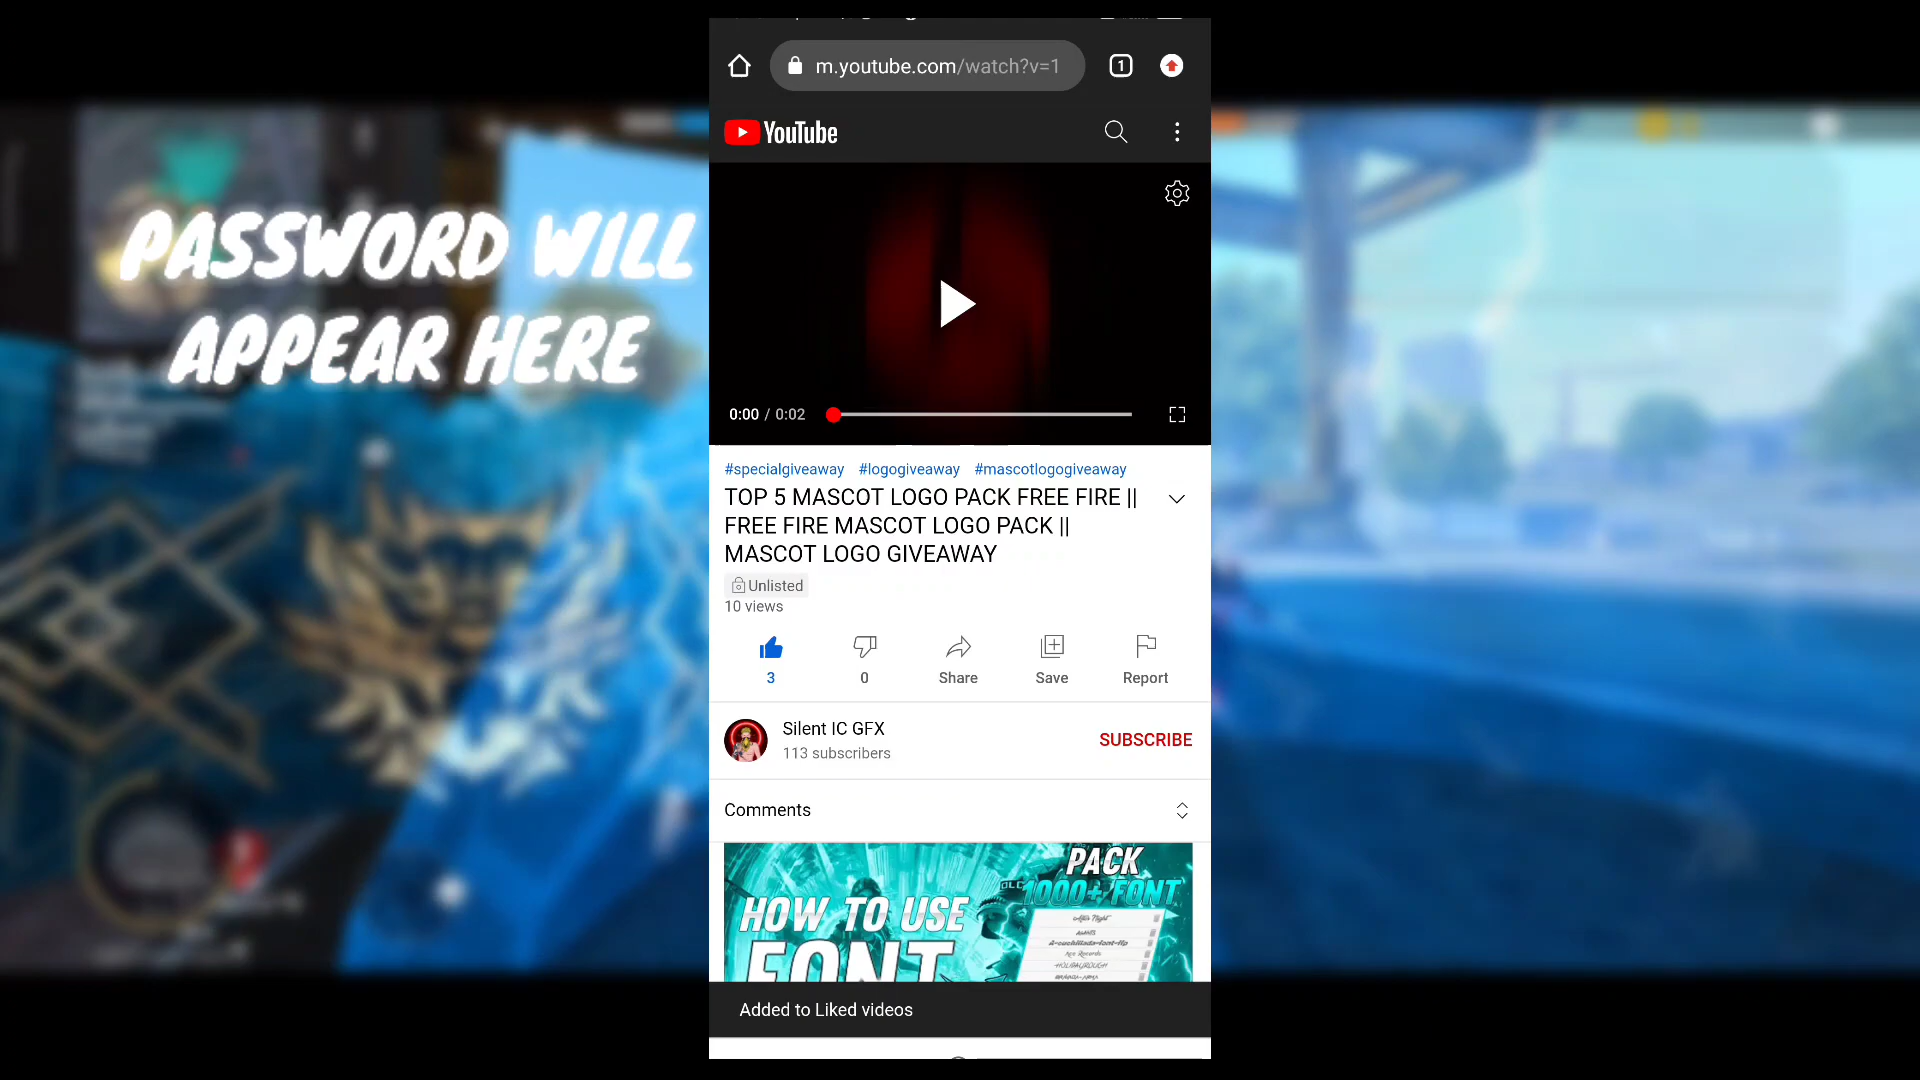 PASSWORD WILL
APPEAR HERE
m.youtube.com/watch?v=1
1
YouTube
0:00 / 0:02
#specialgiveaway #logogiveaway #mascotlogogiveaway
TOP 5 MASCOT LOGO PACK FREE FIRE ||
FREE FIRE MASCOT LOGO PACK ||
MASCOT LOGO GIVEAWAY
Unlisted
10 views
3
0
Share
Save
Report
Silent IC GFX
113 subscribers
SUBSCRIBE
Comments
PACK
1000+ FONT
HOW TO USE
FONT
Added to Liked videos